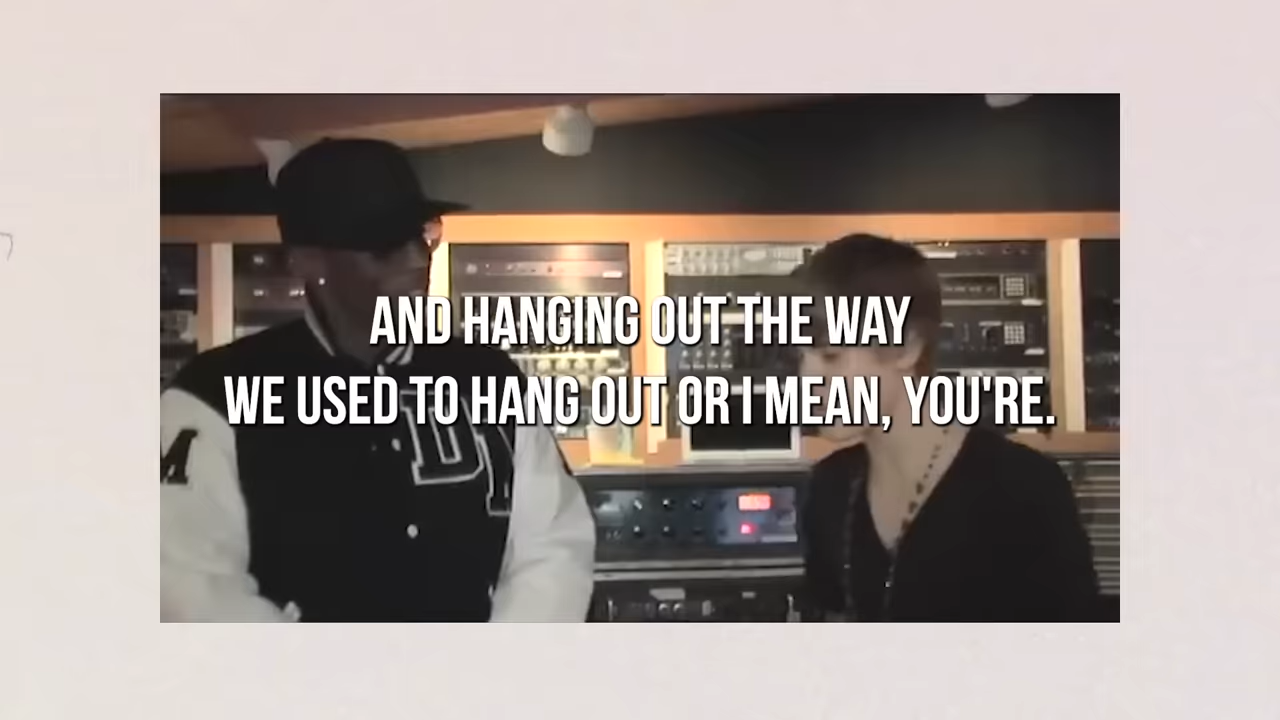 AND HANGING OUT THE WAY
WE USED TO HANG OUT OR I MEAN, YOU'RE.